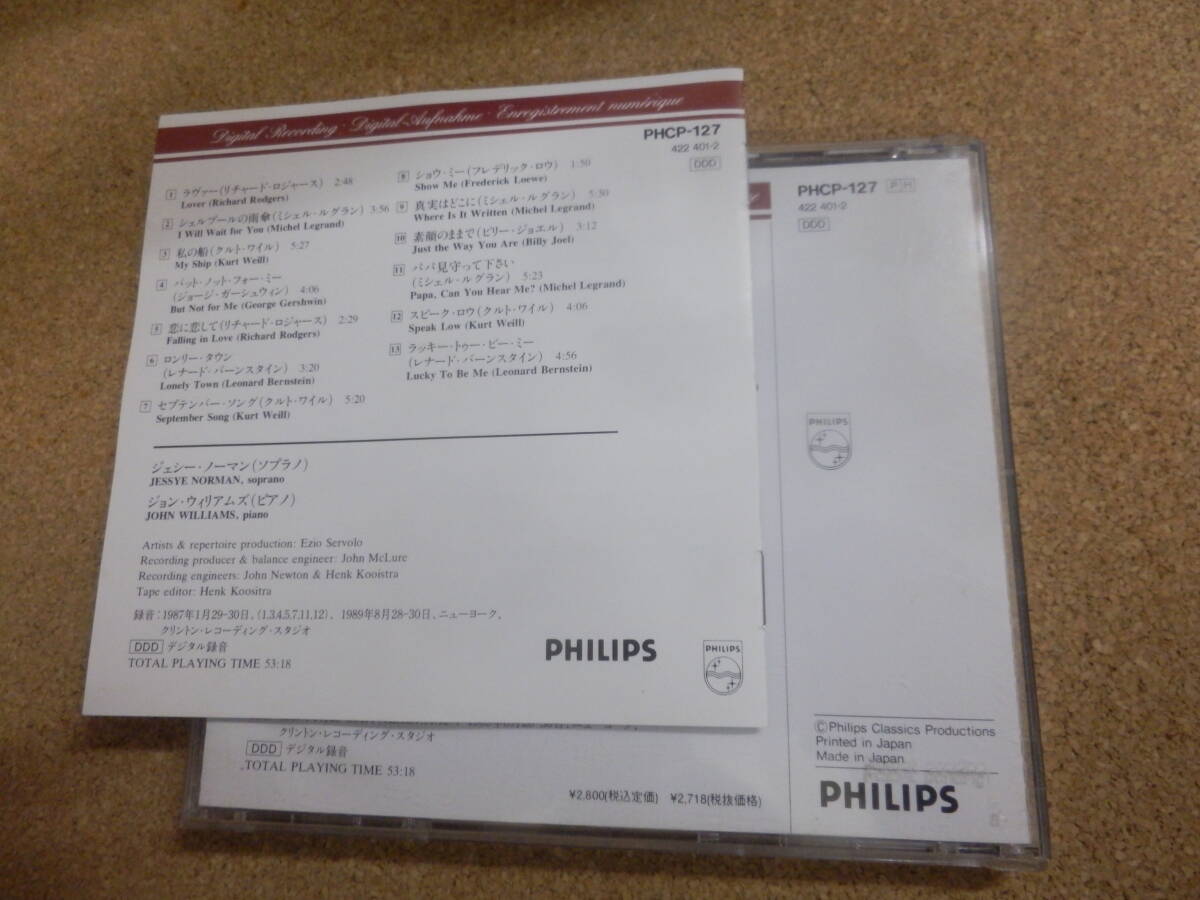 Digital Recording · Digital-Aufnahme · Enregistrement numérique
PHCP-127
422 401-2
DDD
1 ラヴァー(リチャード・ロジャース) 2:48
Lover (Richard Rodgers)
2 シェルブールの雨傘(ミシェル・ルグラン) 3:56
I Will Wait for You (Michel Legrand)
3 私の船(クルト・ワイル) 5:27
My Ship (Kurt Weill)
4 バット・ノット・フォー・ミー
(ジョージ・ガーシュウィン) 4:06
But Not for Me (George Gershwin)
5 恋に恋して(リチャード・ロジャース) 2:29
Falling in Love (Richard Rodgers)
6 ロンリー・タウン
(レナード・バーンスタイン) 3:20
Lonely Town (Leonard Bernstein)
7 セプテンバー・ソング(クルト・ワイル) 5:20
September Song (Kurt Weill)
8 ショウ・ミー(フレデリック・ロウ) 1:50
Show Me (Frederick Loewe)
9 真実はどこに(ミシェル・ルグラン) 5:30
Where Is It Written (Michel Legrand)
10 素顔のままで(ビリー・ジョエル) 3:12
Just the Way You Are (Billy Joel)
11 パパ見守って下さい
(ミシェル・ルグラン) 5:23
Papa, Can You Hear Me? (Michel Legrand)
12 スピーク・ロウ(クルト・ワイル) 4:06
Speak Low (Kurt Weill)
13 ラッキー・トゥー・ビー・ミー
(レナード・バーンスタイン) 4:56
Lucky To Be Me (Leonard Bernstein)
ジェシー・ノーマン(ソプラノ)
JESSYE NORMAN, soprano
ジョン・ウィリアムズ(ピアノ)
JOHN WILLIAMS, piano
Artists & repertoire production: Ezio Servolo
Recording producer & balance engineer: John McLure
Recording engineers: John Newton & Henk Kooistra
Tape editor: Henk Koositra
録音:1987年1月29-30日、(1,3,4,5,7,11,12)、1989年8月28-30日、ニューヨーク、
クリントン・レコーディング・スタジオ
DDD デジタル録音
TOTAL PLAYING TIME 53:18
PHILIPS
PHILIPS
PHCP-127 P H
422 401-2
DDD
PHILIPS
クリントン・レコーディング・スタジオ
DDD デジタル録音
TOTAL PLAYING TIME 53:18
¥2,800(税込定価) ¥2,718(税抜価格)
©Philips Classics Productions
Printed in Japan
Made in Japan
PHILIPS